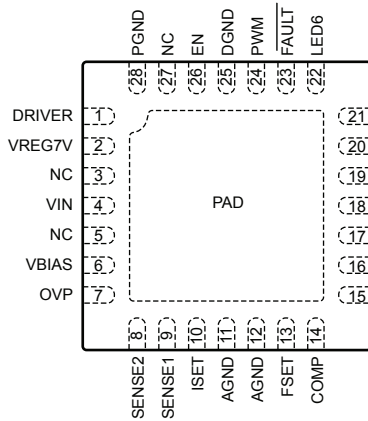 PGND
NC
EN
DGND
PWM
FAULT
LED6
28
27
26
25
24
23
22
DRIVER 1
VREG7V 2
NC 3
VIN 4
NC 5
VBIAS 6
OVP 7
PAD
21
20
19
18
17
16
15
8
9
10
11
12
13
14
SENSE2
SENSE1
ISET
AGND
AGND
FSET
COMP